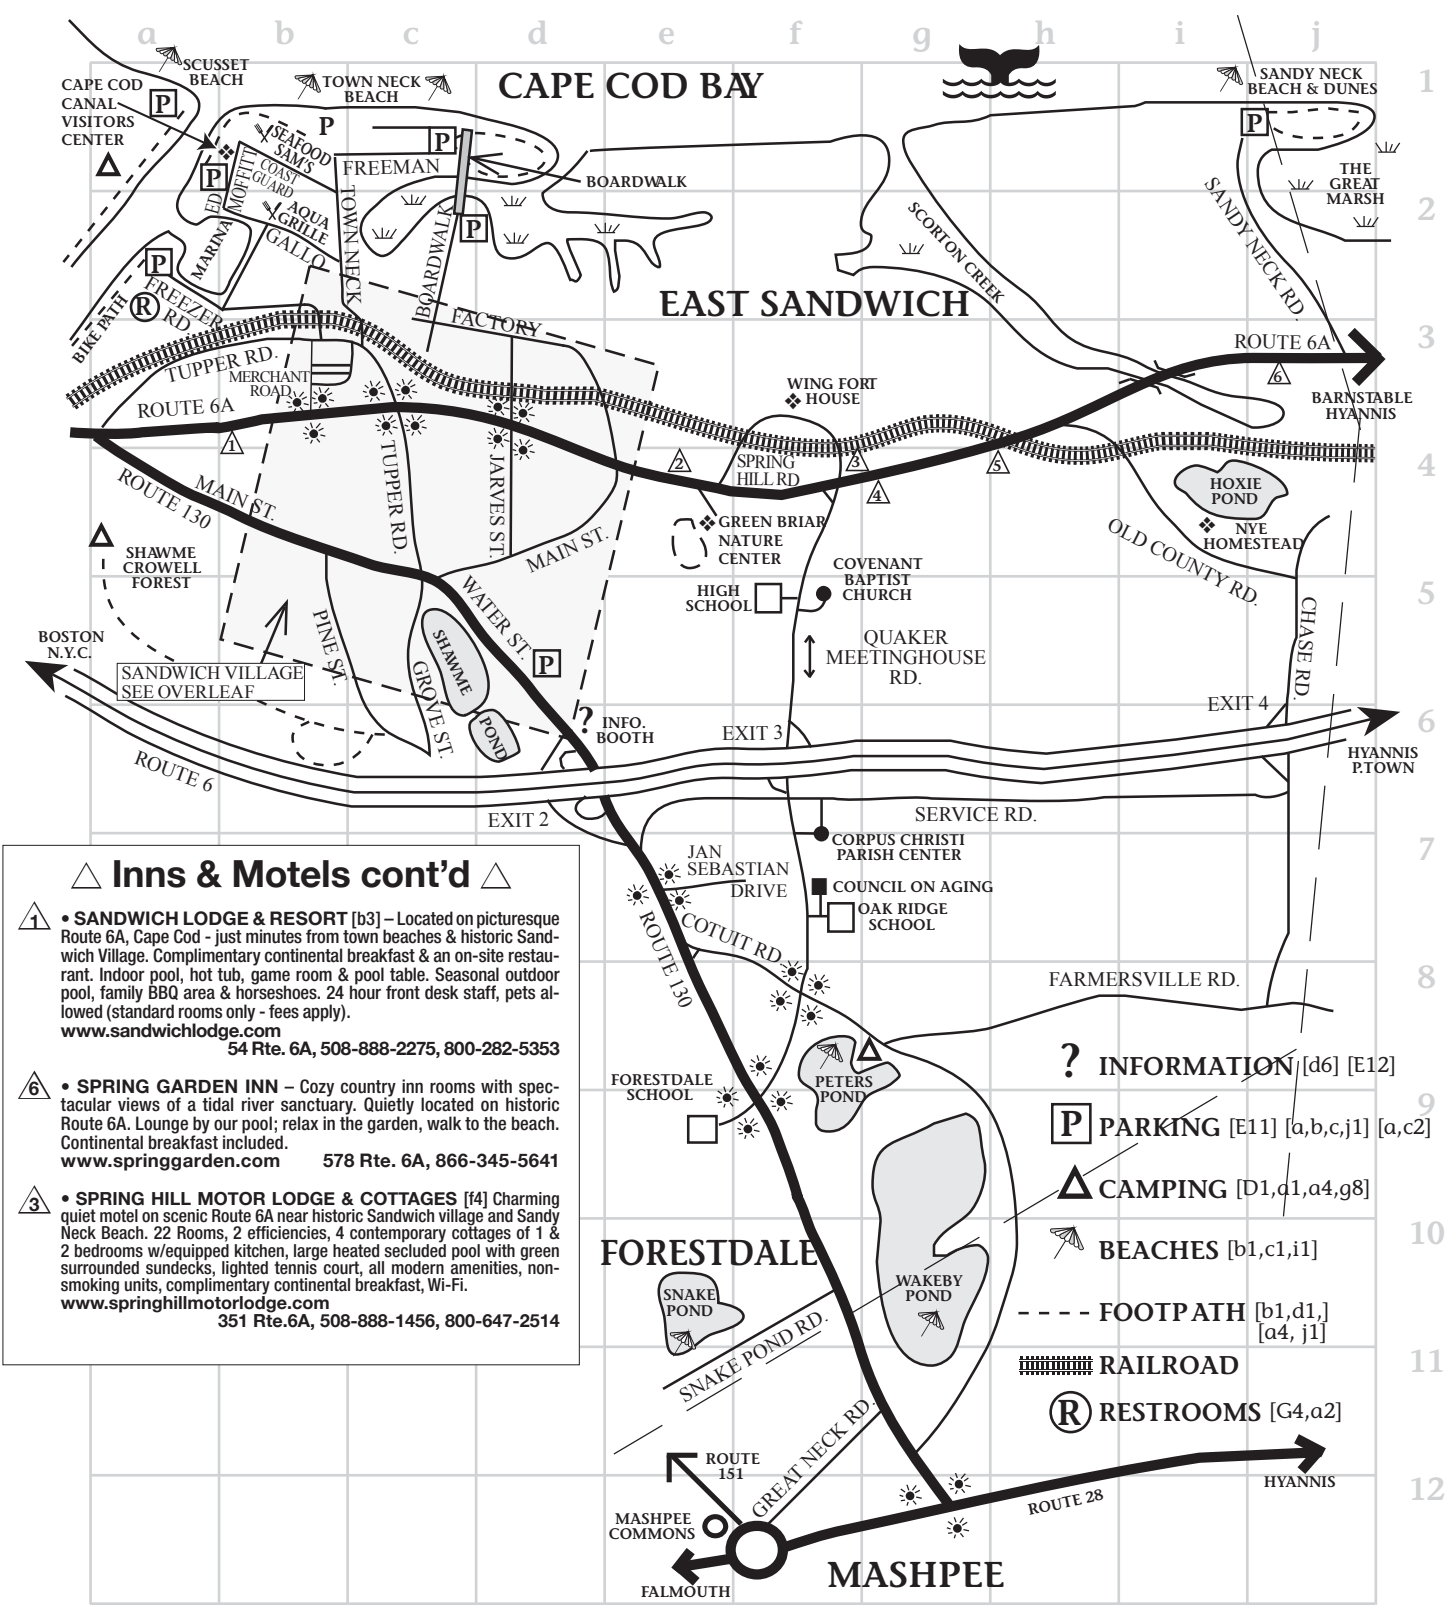 a b c d e f g h i j
1
2
3
4
5
6
7
8
9
10
11
12
SCUSSET
BEACH
CAPE COD
CANAL
VISITORS
CENTER
P
TOWN NECK
BEACH
CAPE COD BAY
SANDY NECK
BEACH & DUNES
P
P
P
SEAFOOD
SAM'S
COAST
GUARD
FREEMAN
BOARDWALK
THE
GREAT
MARSH
P
ED
MOFFITT
AQUA
GRILLE
GALLO
TOWN NECK
BOARDWALK
P
MARINA
P
SCORTON CREEK
SANDY NECK RD.
EAST SANDWICH
BIKE PATH
R
FREEZER
RD.
FACTORY
ROUTE 6A
TUPPER RD.
MERCHANT
ROAD
ROUTE 6A
WING FORT
HOUSE
6
BARNSTABLE
HYANNIS
1
2
3
4
5
SPRING
HILL RD
TUPPER RD.
JARVES ST.
MAIN ST.
ROUTE 130
MAIN ST.
HOXIE
POND
GREEN BRIAR
NATURE
CENTER
NYE
HOMESTEAD
OLD COUNTY RD.
SHAWME
CROWELL
FOREST
HIGH
SCHOOL
COVENANT
BAPTIST
CHURCH
CHASE RD.
WATER ST.
PINE ST.
SHAWME
POND
GROVE ST.
P
QUAKER
MEETINGHOUSE
RD.
BOSTON
N.Y.C.
SANDWICH VILLAGE
SEE OVERLEAF
?
INFO.
BOOTH
EXIT 3
EXIT 4
HYANNIS
P.TOWN
ROUTE 6
EXIT 2
SERVICE RD.
CORPUS CHRISTI
PARISH CENTER
JAN
SEBASTIAN
DRIVE
COUNCIL ON AGING
OAK RIDGE
SCHOOL
COTUIT RD.
ROUTE 130
FARMERSVILLE RD.
Inns & Motels cont'd
1
• SANDWICH LODGE & RESORT [b3] – Located on picturesque
Route 6A, Cape Cod - just minutes from town beaches & historic Sand-
wich Village. Complimentary continental breakfast & an on-site restau-
rant. Indoor pool, hot tub, game room & pool table. Seasonal outdoor
pool, family BBQ area & horseshoes. 24 hour front desk staff, pets al-
lowed (standard rooms only - fees apply).
www.sandwichlodge.com
54 Rte. 6A, 508-888-2275, 800-282-5353
6
• SPRING GARDEN INN – Cozy country inn rooms with spec-
tacular views of a tidal river sanctuary. Quietly located on historic
Route 6A. Lounge by our pool; relax in the garden, walk to the beach.
Continental breakfast included.
www.springgarden.com 578 Rte. 6A, 866-345-5641
3
• SPRING HILL MOTOR LODGE & COTTAGES [f4] Charming
quiet motel on scenic Route 6A near historic Sandwich village and Sandy
Neck Beach. 22 Rooms, 2 efficiencies, 4 contemporary cottages of 1 &
2 bedrooms w/equipped kitchen, large heated secluded pool with green
surrounded sundecks, lighted tennis court, all modern amenities, non-
smoking units, complimentary continental breakfast, Wi-Fi.
www.springhillmotorlodge.com
351 Rte.6A, 508-888-1456, 800-647-2514
FORESTDALE
SCHOOL
PETERS
POND
? INFORMATION [d6] [E12]
P PARKING [E11] [a,b,c,j1] [a,c2]
CAMPING [D1,a1,a4,g8]
BEACHES [b1,c1,i1]
FOOTPATH [b1,d1,]
[a4, j1]
RAILROAD
R RESTROOMS [G4,a2]
FORESTDALE
SNAKE
POND
WAKEBY
POND
SNAKE POND RD.
GREAT NECK RD.
ROUTE
151
MASHPEE
COMMONS
FALMOUTH
ROUTE 28
HYANNIS
MASHPEE